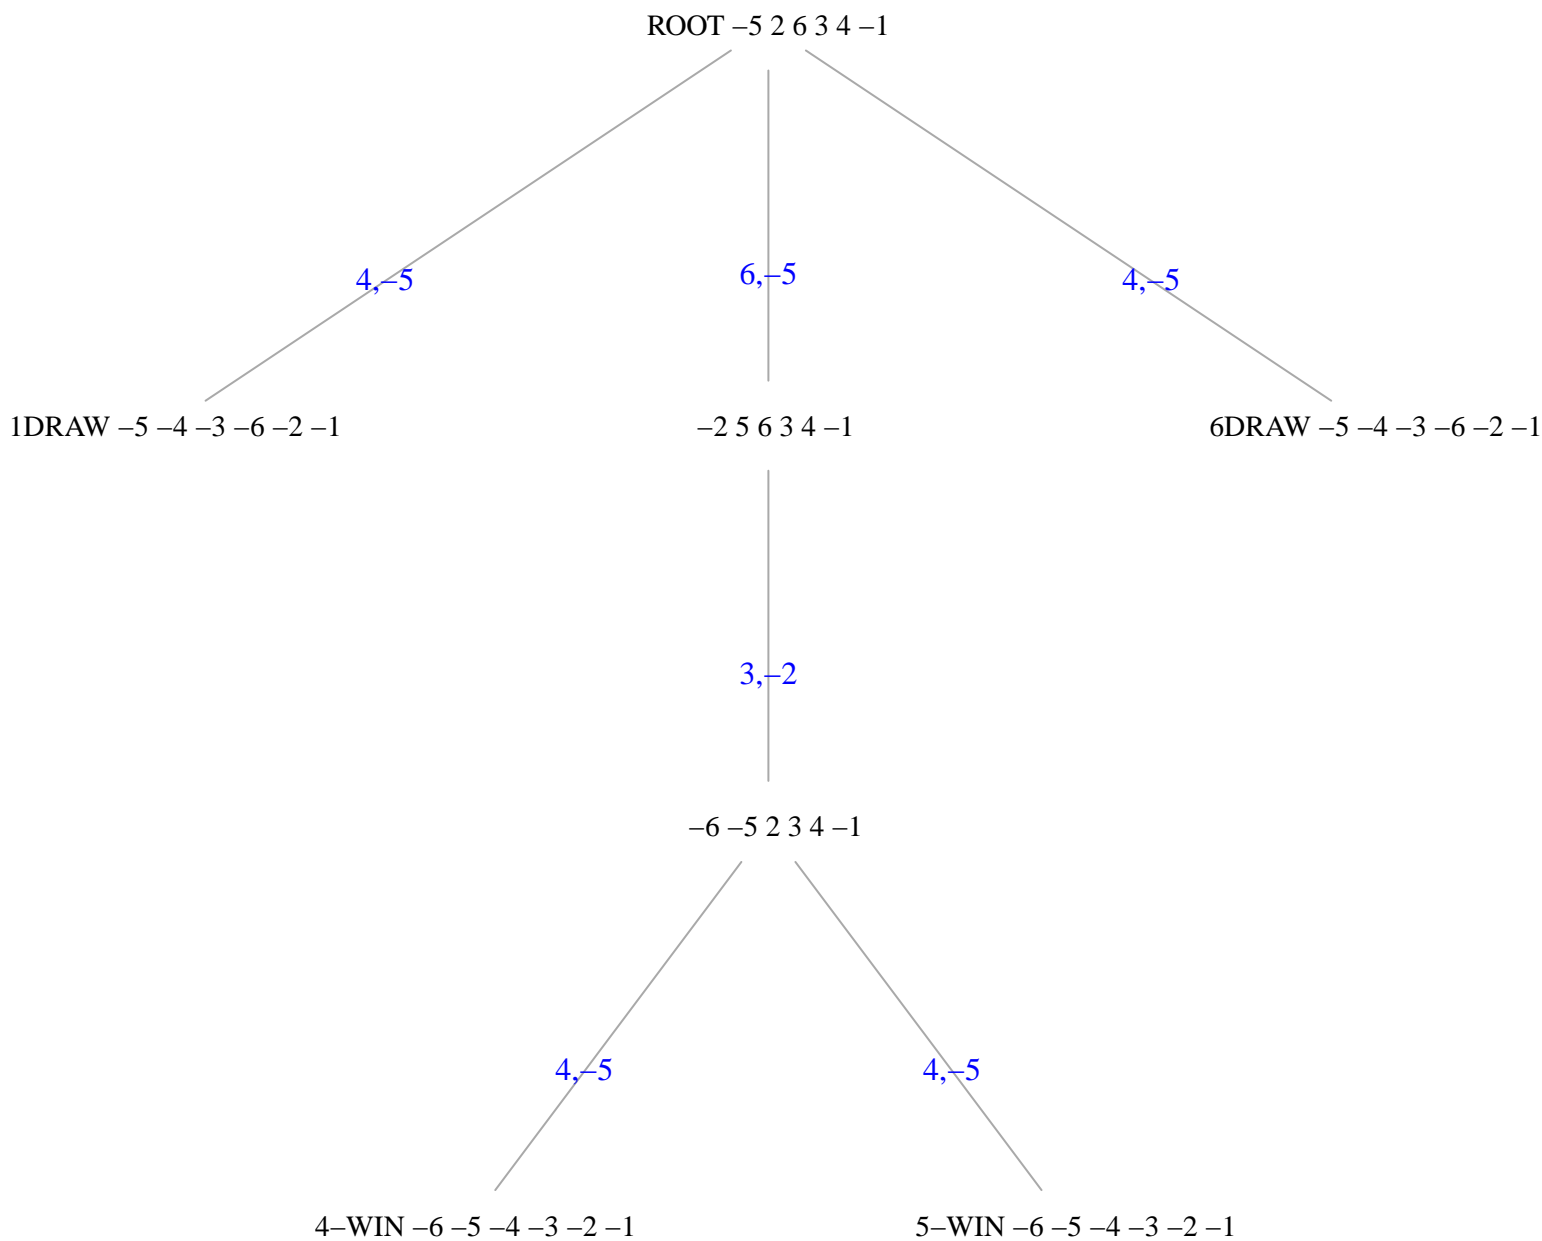 ROOT –5 2 6 3 4 –1
4,–5
6,–5
4,–5
1DRAW –5 –4 –3 –6 –2 –1
–2 5 6 3 4 –1
6DRAW –5 –4 –3 –6 –2 –1
3,–2
–6 –5 2 3 4 –1
4,–5
4,–5
4–WIN –6 –5 –4 –3 –2 –1
5–WIN –6 –5 –4 –3 –2 –1